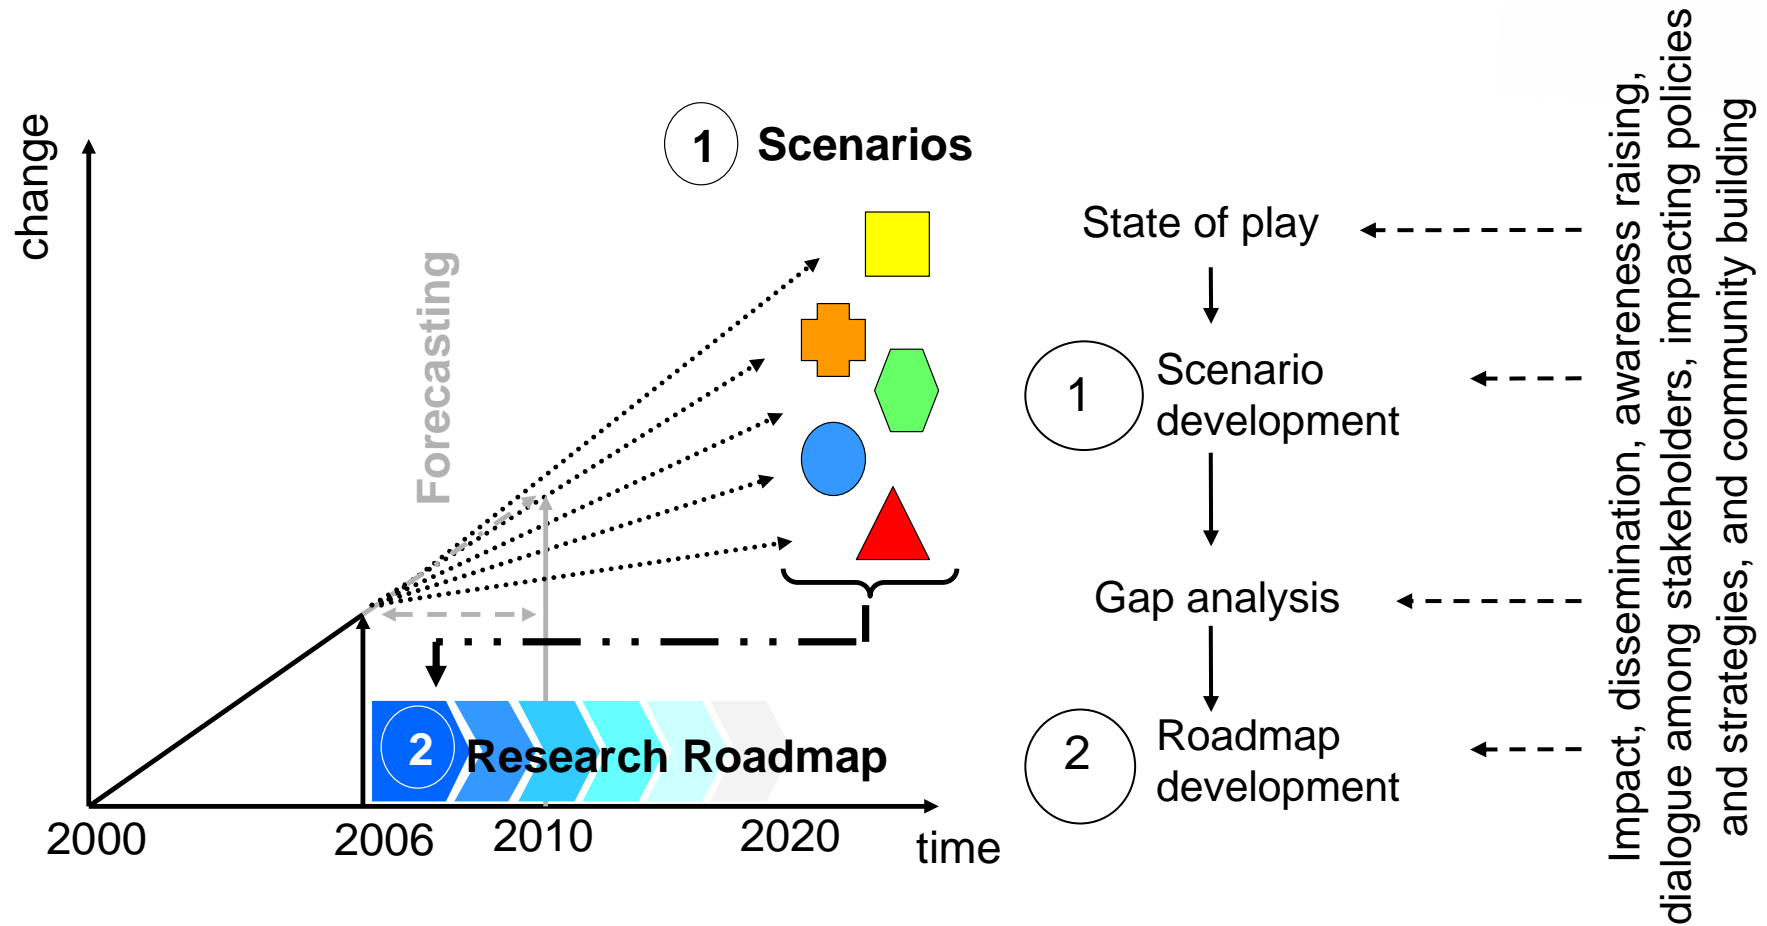 change
1 Scenarios
Forecasting
2 Research Roadmap
2000
2006
2010
2020
time
State of play
1
Scenario
development
Gap analysis
2
Roadmap
development
Impact, dissemination, awareness raising,
dialogue among stakeholders, impacting policies
and strategies, and community building